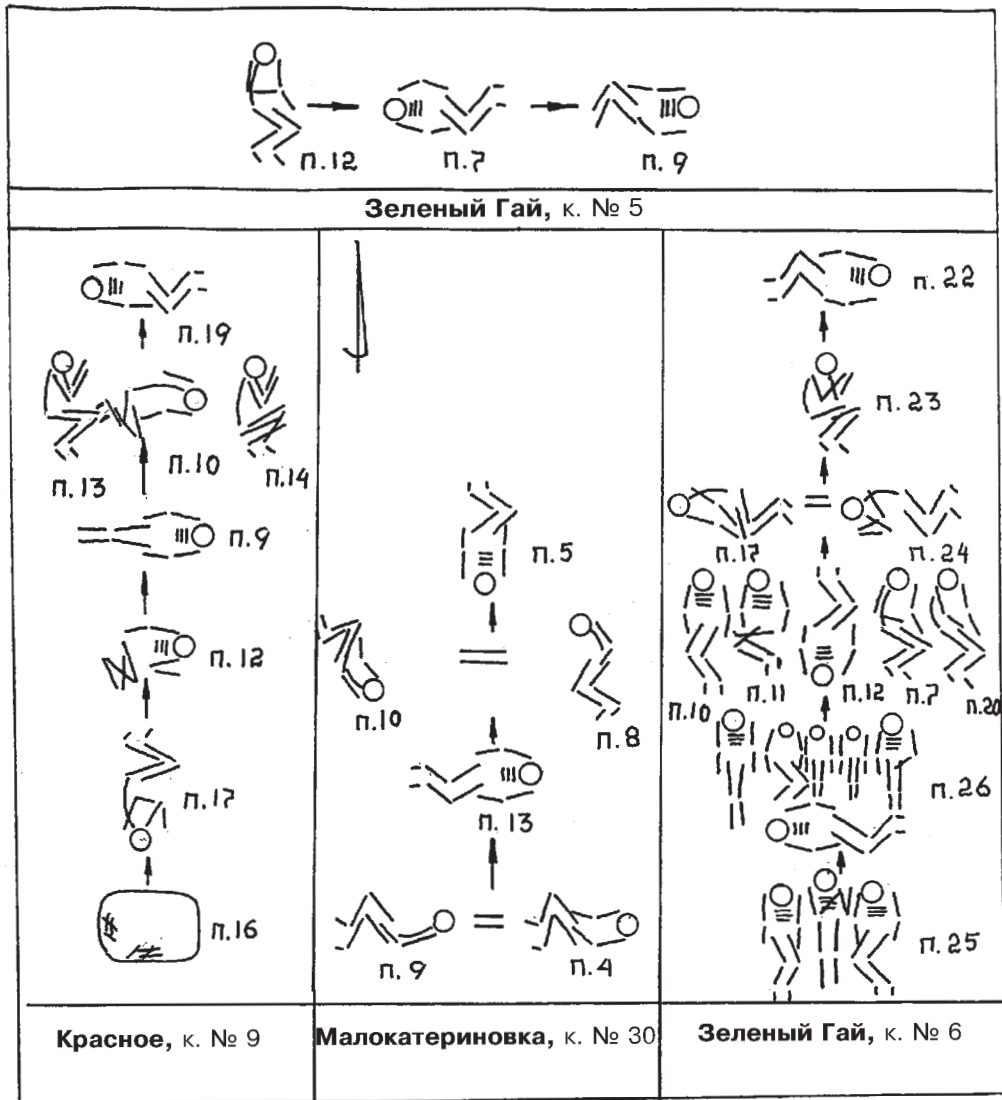 п.12
п.7
п.9
Зеленый Гай, к. № 5
п.19
п.13
п.10
п.14
п.9
п.12
п.17
п.16
Красное, к. № 9
п.5
п.10
п.8
п.13
п.9
п.4
Малокатериновка, к. № 30
п.22
п.23
п.17
п.24
п.10
п.11
п.12
п.7
п.20
п.26
п.25
Зеленый Гай, к. № 6